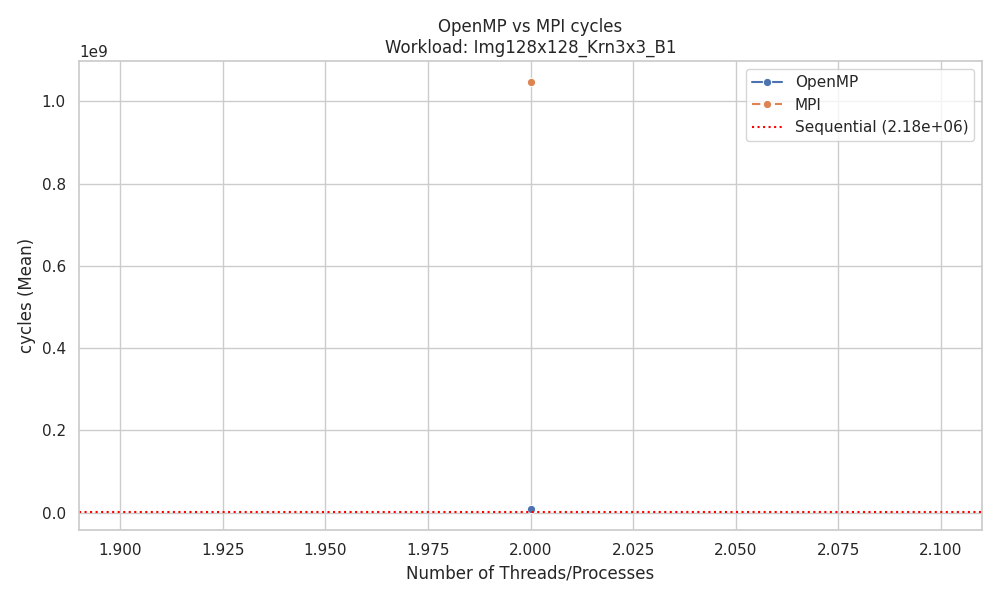 OpenMP vs MPI cycles
Workload: Img128x128_Krn3x3_B1
1e9
OpenMP
MPI
Sequential (2.18e+06)
1.0
0.8
0.6
0.4
0.2
0.0
cycles (Mean)
1.900
1.925
1.950
1.975
2.000
2.025
2.050
2.075
2.100
Number of Threads/Processes